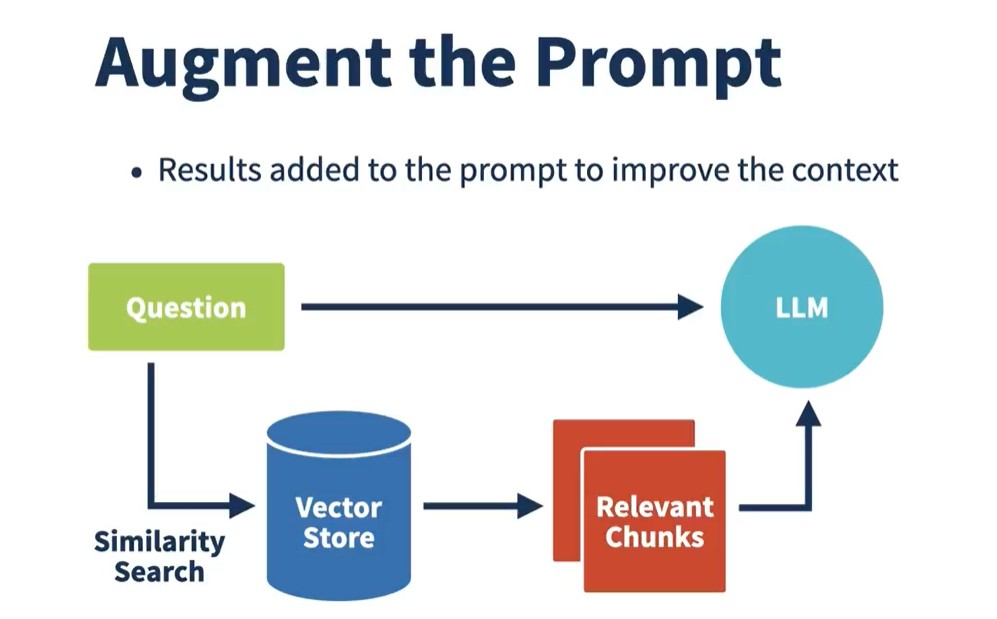 Augment the Prompt
• Results added to the prompt to improve the context
Question
LLM
Vector
Store
Relevant
Chunks
Similarity
Search